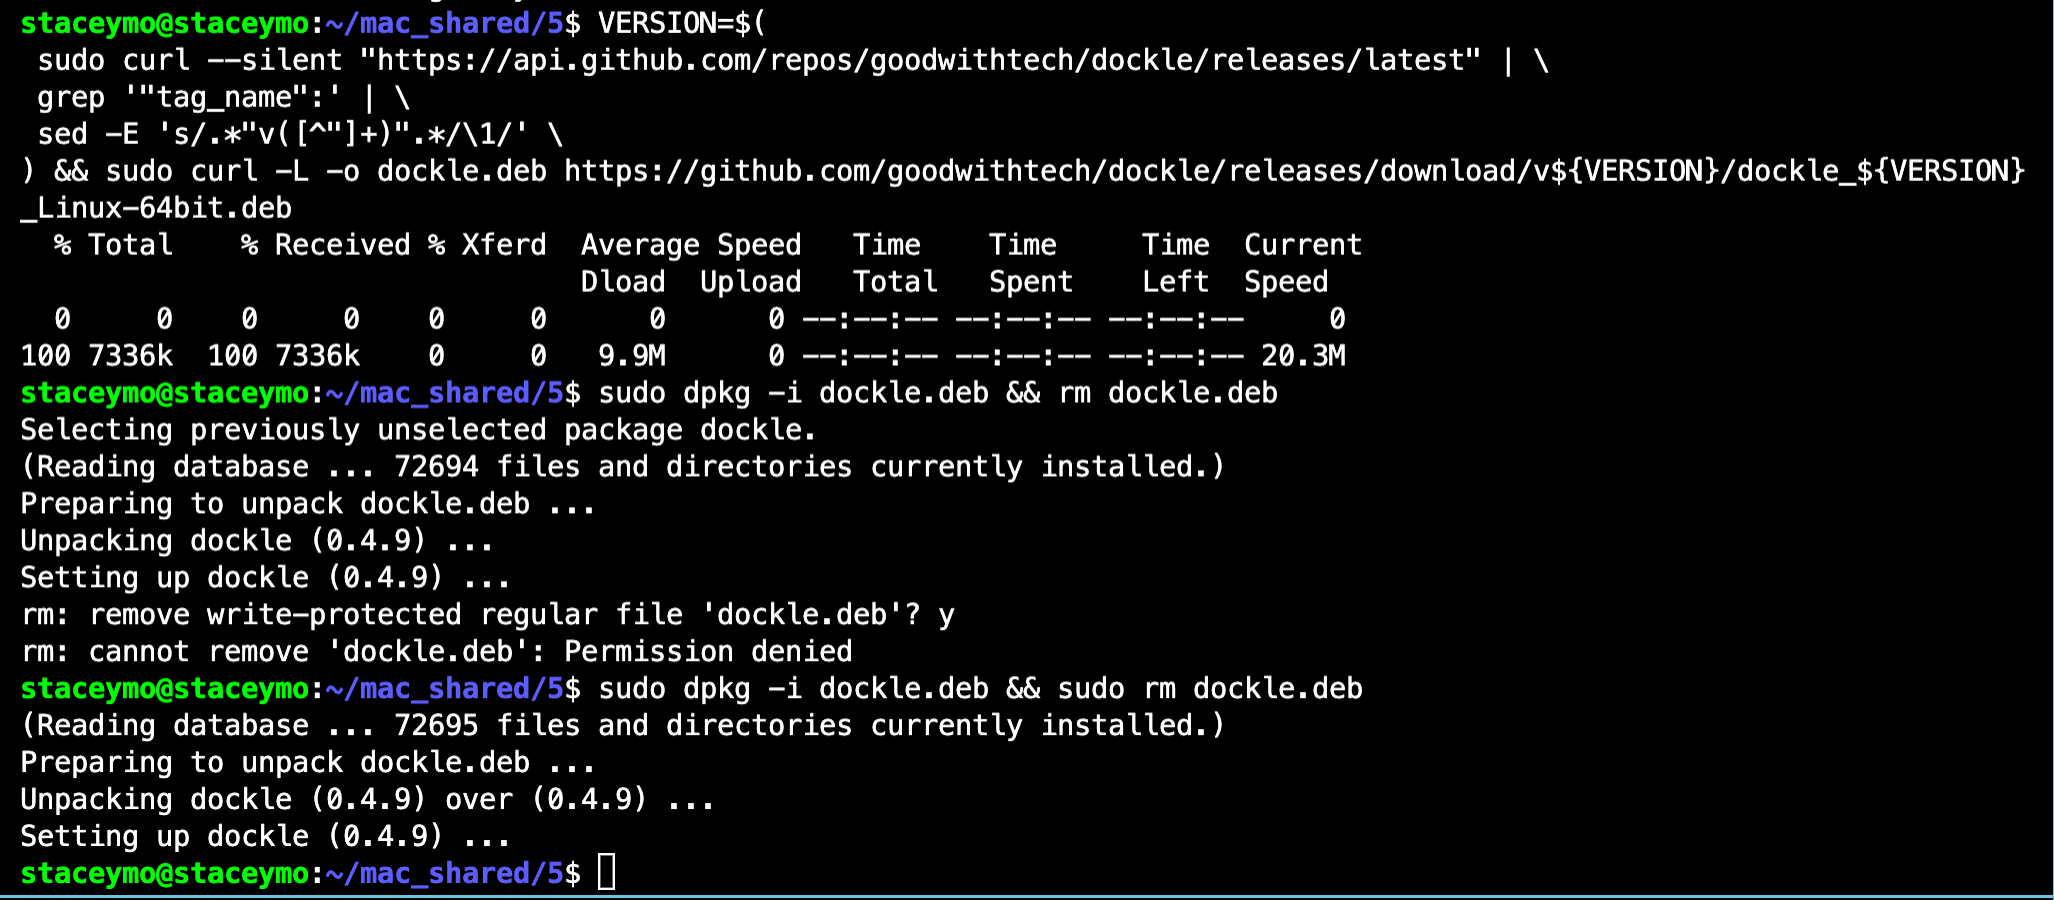 staceymo@staceymo:~/mac_shared/5$ VERSION=$(
 sudo curl --silent "https://api.github.com/repos/goodwithtech/dockle/releases/latest" | \
 grep '"tag_name":' | \
 sed -E 's/.*"v([^"]+)".*/\1/' \
) && sudo curl -L -o dockle.deb https://github.com/goodwithtech/dockle/releases/download/v${VERSION}/dockle_${VERSION}
_Linux-64bit.deb
  % Total    % Received % Xferd  Average Speed   Time    Time     Time  Current
                                 Dload  Upload   Total   Spent    Left  Speed
  0     0    0     0    0     0      0      0 --:--:-- --:--:-- --:--:--     0
100 7336k  100 7336k    0     0   9.9M      0 --:--:-- --:--:-- --:--:-- 20.3M
staceymo@staceymo:~/mac_shared/5$ sudo dpkg -i dockle.deb && rm dockle.deb
Selecting previously unselected package dockle.
(Reading database ... 72694 files and directories currently installed.)
Preparing to unpack dockle.deb ...
Unpacking dockle (0.4.9) ...
Setting up dockle (0.4.9) ...
rm: remove write-protected regular file 'dockle.deb'? y
rm: cannot remove 'dockle.deb': Permission denied
staceymo@staceymo:~/mac_shared/5$ sudo dpkg -i dockle.deb && sudo rm dockle.deb
(Reading database ... 72695 files and directories currently installed.)
Preparing to unpack dockle.deb ...
Unpacking dockle (0.4.9) over (0.4.9) ...
Setting up dockle (0.4.9) ...
staceymo@staceymo:~/mac_shared/5$